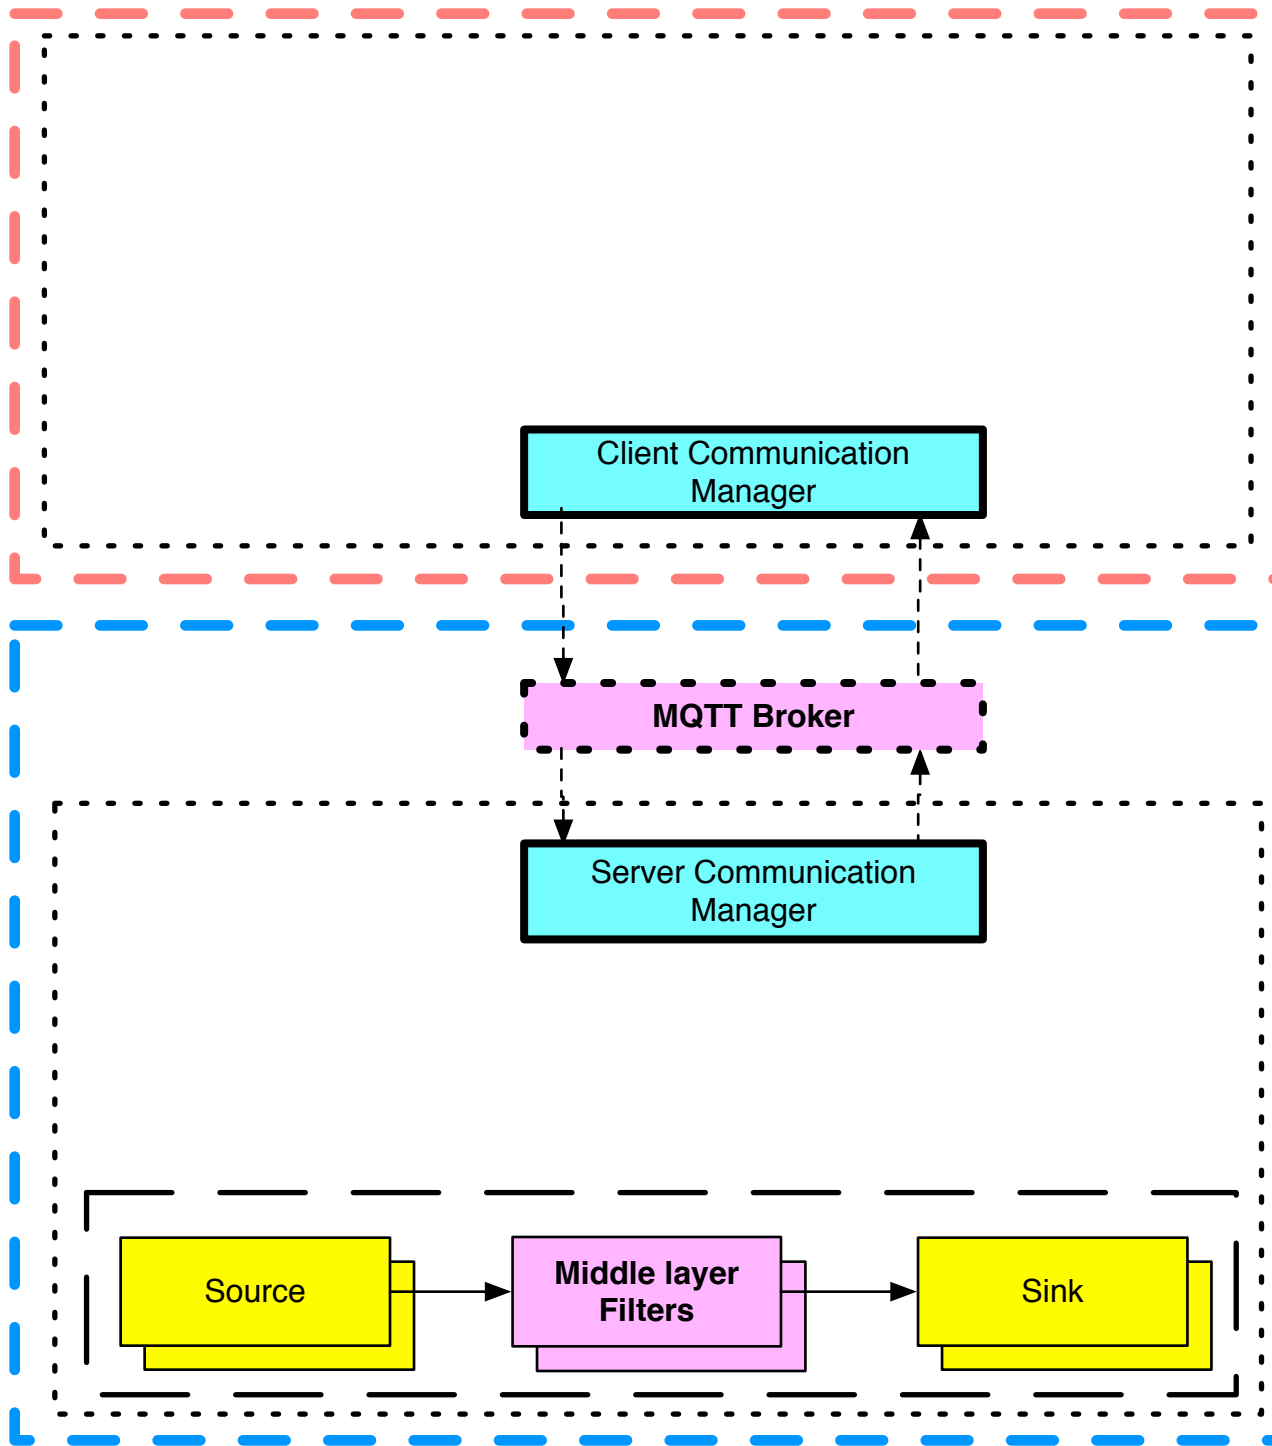 Client Communication
Manager
MQTT Broker
Server Communication
Manager
Source
Middle layer
Filters
Sink